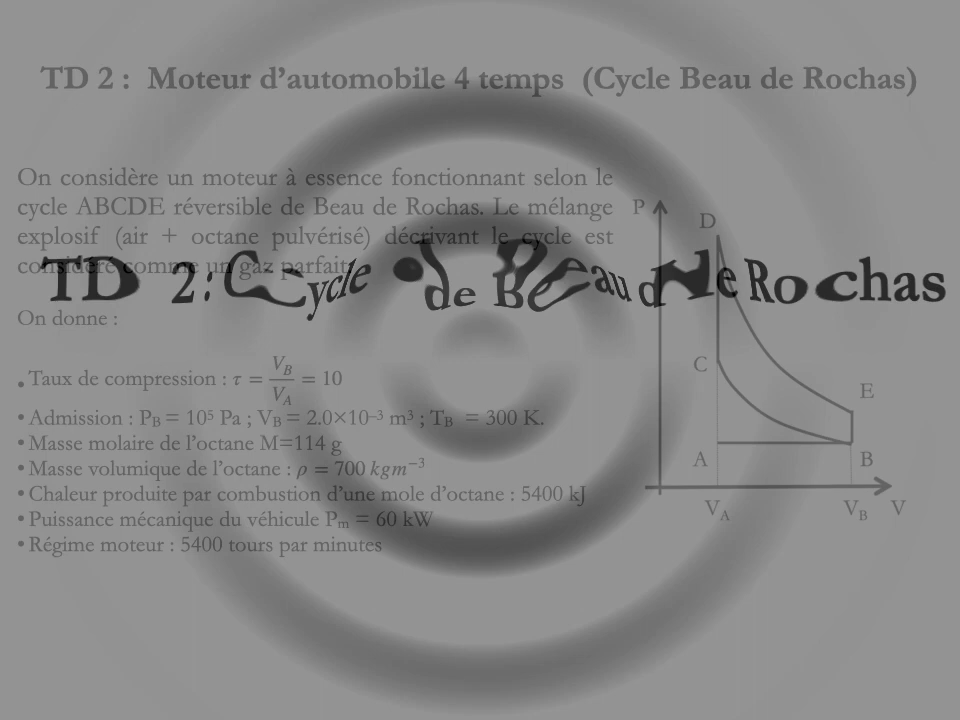 TD 2 : Moteur d’automobile 4 temps (Cycle Beau de Rochas)
On considère un moteur à essence fonctionnant selon le
cycle ABCDE réversible de Beau de Rochas. Le mélange
explosif (air + octane pulvérisé) décrivant le cycle est
considéré comme un gaz parfait.
TD 2 : Cycle de Beau de Rochas
On donne :
• Taux de compression : τ = V_B / V_A = 10
• Admission : P_B = 10⁵ Pa ; V_B = 2.0×10⁻³ m³ ; T_B = 300 K.
• Masse molaire de l’octane M=114 g
• Masse volumique de l’octane : ρ = 700 kgm⁻³
• Chaleur produite par combustion d’une mole d’octane : 5400 kJ
• Puissance mécanique du véhicule P_m = 60 kW
• Régime moteur : 5400 tours par minutes
P
D
C
E
A
B
V_A
V_B
V